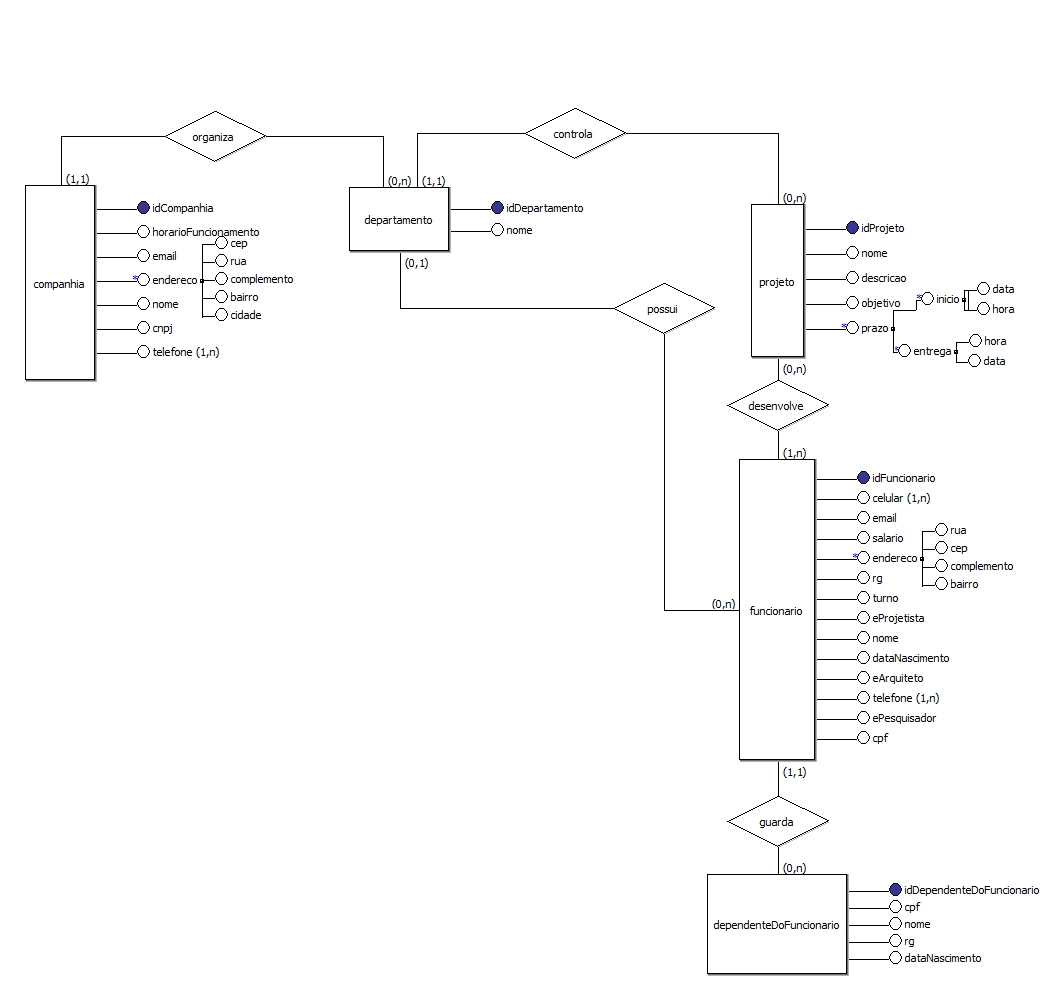 organiza
(1,1)
(0,n)
companhia
idCompanhia
horarioFuncionamento
email
* endereco
cep
rua
complemento
bairro
cidade
nome
cnpj
telefone (1,n)
controla
(1,1)
(0,n)
departamento
idDepartamento
nome
(0,1)
possui
(0,n)
projeto
idProjeto
nome
descricao
objetivo
* prazo
* inicio
data
hora
* entrega
hora
data
(0,n)
desenvolve
(1,n)
funcionario
idFuncionario
celular (1,n)
email
salario
* endereco
rua
cep
complemento
bairro
rg
turno
eProjetista
nome
dataNascimento
eArquiteto
telefone (1,n)
ePesquisador
cpf
(1,1)
guarda
(0,n)
dependenteDoFuncionario
idDependenteDoFuncionario
cpf
nome
rg
dataNascimento